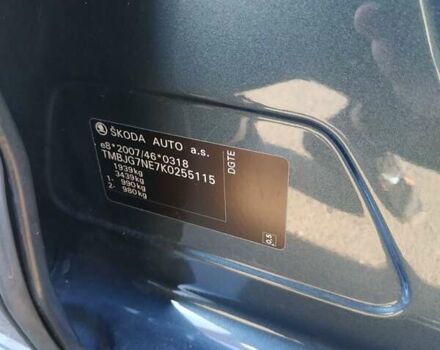 ŠKODA AUTO a.s.
e8*2007/46*0318
TMBJG7NE7K0255115
1939kg
3439kg
1- 990kg
2- 980kg
DGTE
0,5